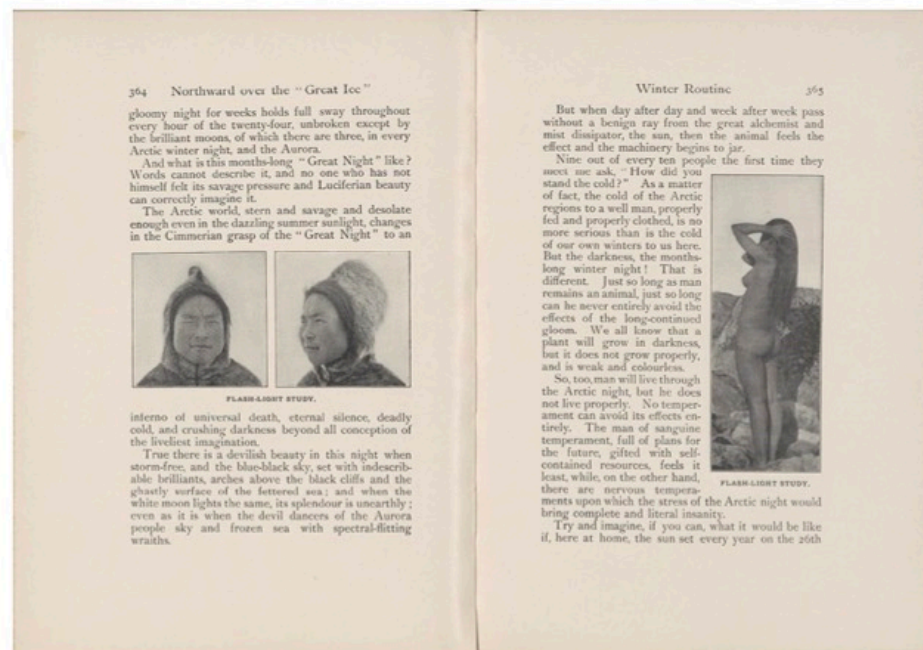 364 Northward over the "Great Ice"
gloomy night for weeks holds full sway throughout
every hour of the twenty-four, unbroken except by
the brilliant moons, of which there are three, in every
Arctic winter night, and the Aurora.
And what is this months-long "Great Night" like?
Words cannot describe it, and no one who has not
himself felt its savage pressure and Luciferian beauty
can correctly imagine it.
The Arctic world, stern and savage and desolate
enough even in the dazzling summer sunlight, changes
in the Cimmerian grasp of the "Great Night" to an
FLASH-LIGHT STUDY.
inferno of universal death, eternal silence, deadly
cold, and crushing darkness beyond all conception of
the liveliest imagination.
True there is a devilish beauty in this night when
storm-free, and the blue-black sky, set with indescrib-
able brilliants, arches above the black cliffs and the
ghastly surface of the fettered sea; and when the
white moon lights the same, its splendour is unearthly;
even as it is when the devil dancers of the Aurora
people sky and frozen sea with spectral-flitting
wraiths.
Winter Routine 365
But when day after day and week after week pass
without a benign ray from the great alchemist and
mist dissipator, the sun, then the animal feels the
effect and the machinery begins to jar.
Nine out of every ten people the first time they
meet me ask, "How did you
stand the cold?" As a matter
of fact, the cold of the Arctic
regions to a well man, properly
fed and properly clothed, is no
more serious than is the cold
of our own winters to us here.
But the darkness, the months-
long winter night! That is
different. Just so long as man
remains an animal, just so long
can he never entirely avoid the
effects of the long-continued
gloom. We all know that a
plant will grow in darkness,
but it does not grow properly,
and is weak and colourless.
So, too, man will live through
the Arctic night, but he does
not live properly. No temper-
ament can avoid its effects en-
tirely. The man of sanguine
temperament, full of plans for
the future, gifted with self-
contained resources, feels it
least, while, on the other hand,
there are nervous tempera-
FLASH-LIGHT STUDY.
ments upon which the stress of the Arctic night would
bring complete and literal insanity.
Try and imagine, if you can, what it would be like
if, here at home, the sun set every year on the 26th